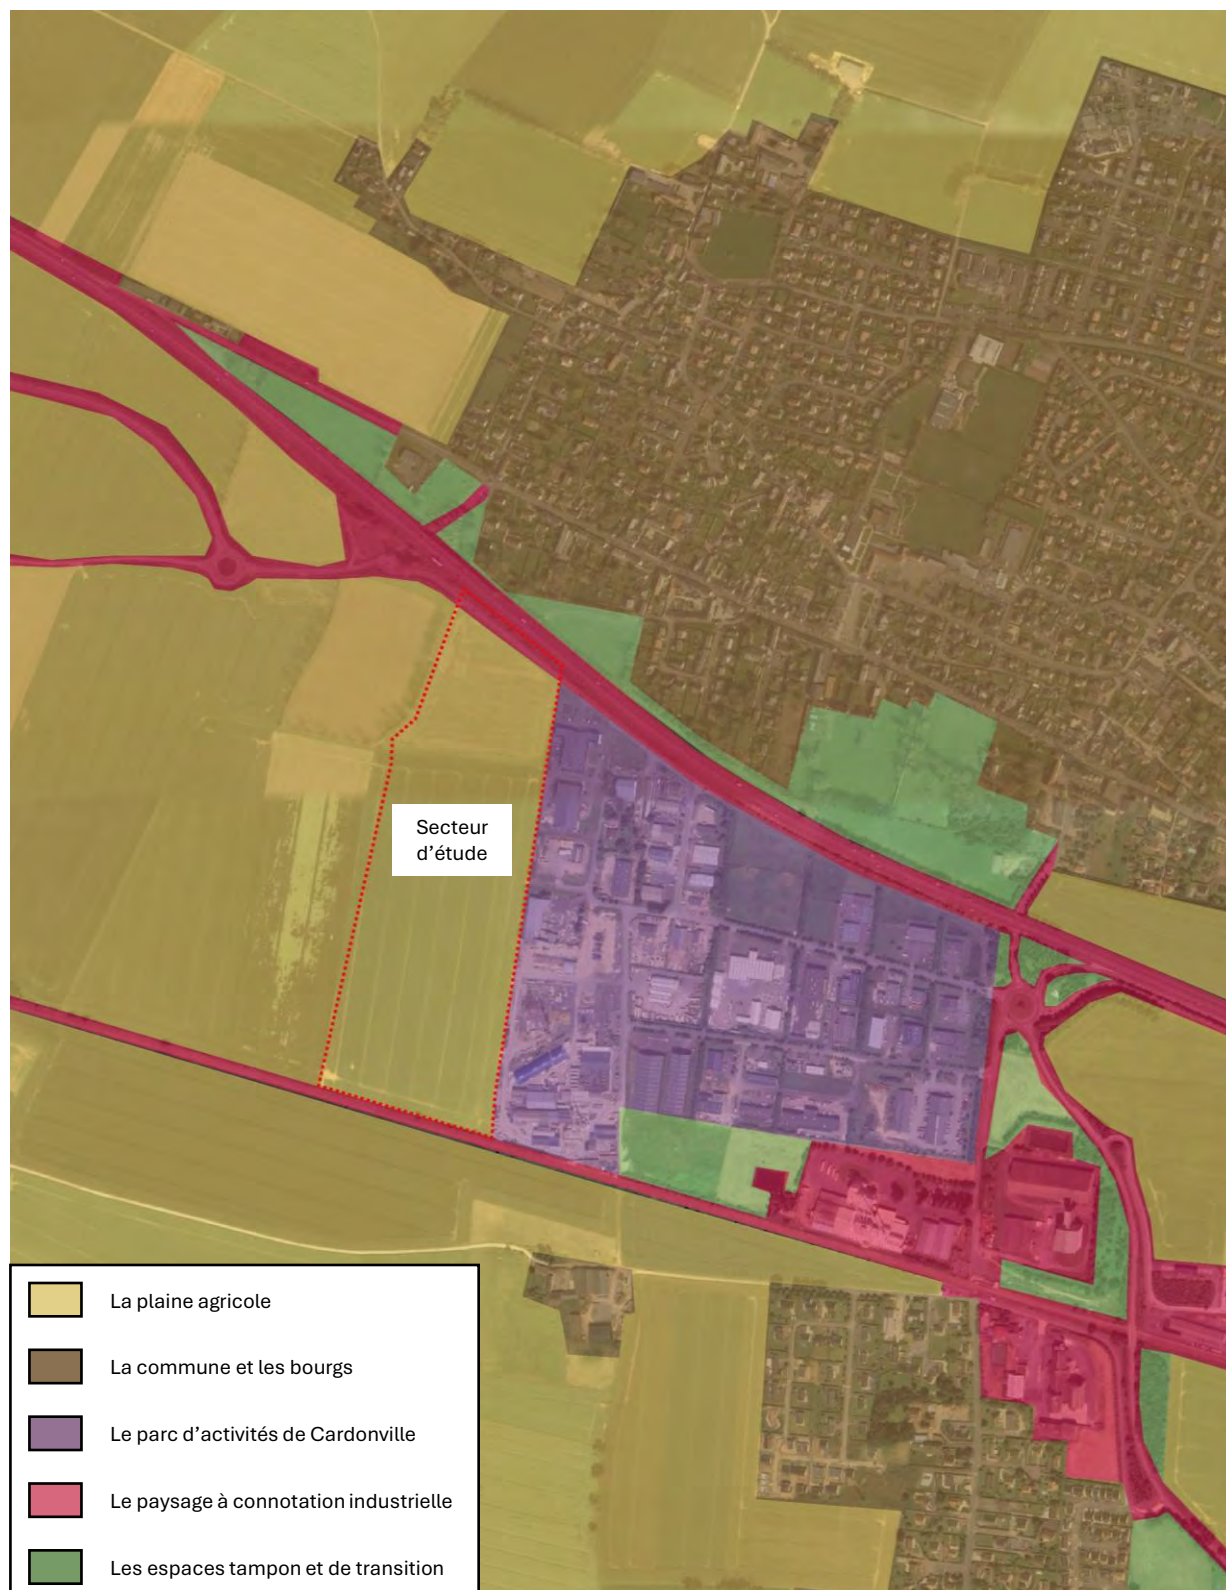 Secteur
d’étude
La plaine agricole
La commune et les bourgs
Le parc d’activités de Cardonville
Le paysage à connotation industrielle
Les espaces tampon et de transition